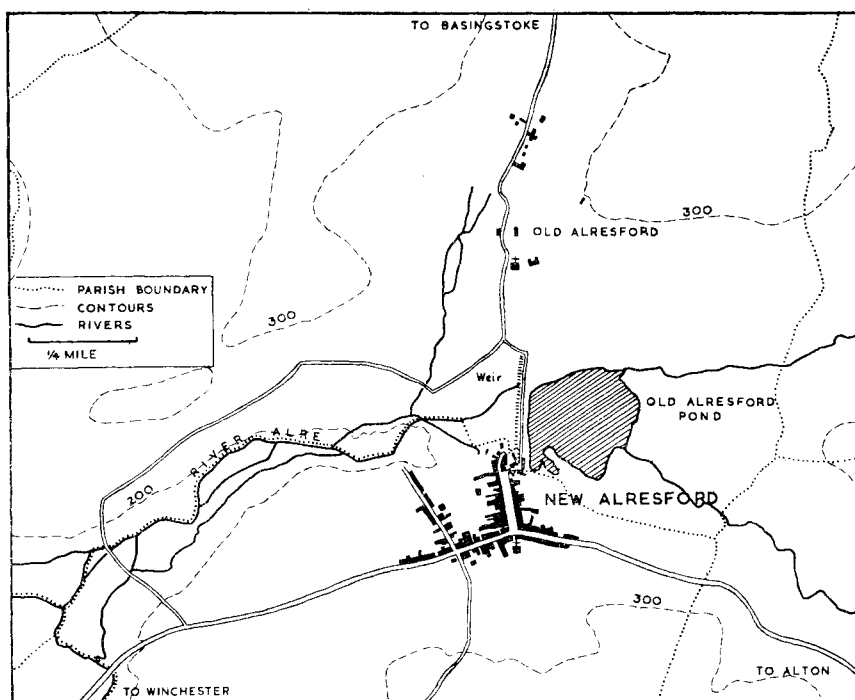 TO BASINGSTOKE
300
OLD ALRESFORD
PARISH BOUNDARY
CONTOURS
RIVERS
¼ MILE
300
Weir
OLD ALRESFORD
POND
RIVER ALRE
200
NEW ALRESFORD
300
TO ALTON
TO WINCHESTER